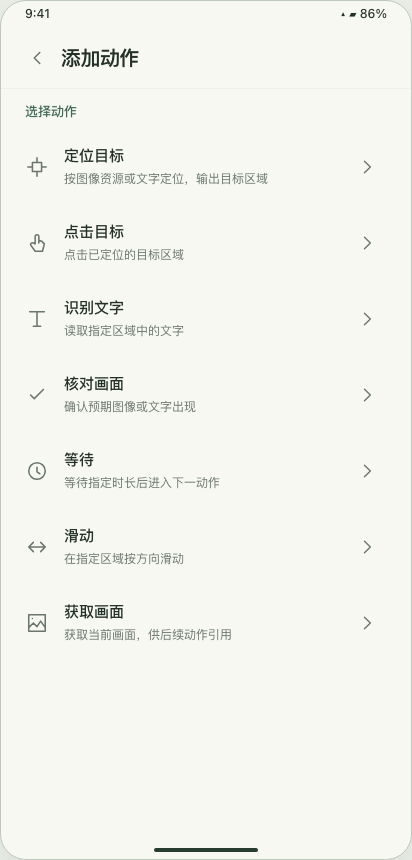 9:41
86%
添加动作
选择动作
定位目标
按图像资源或文字定位，输出目标区域
点击目标
点击已定位的目标区域
识别文字
读取指定区域中的文字
核对画面
确认预期图像或文字出现
等待
等待指定时长后进入下一动作
滑动
在指定区域按方向滑动
获取画面
获取当前画面，供后续动作引用